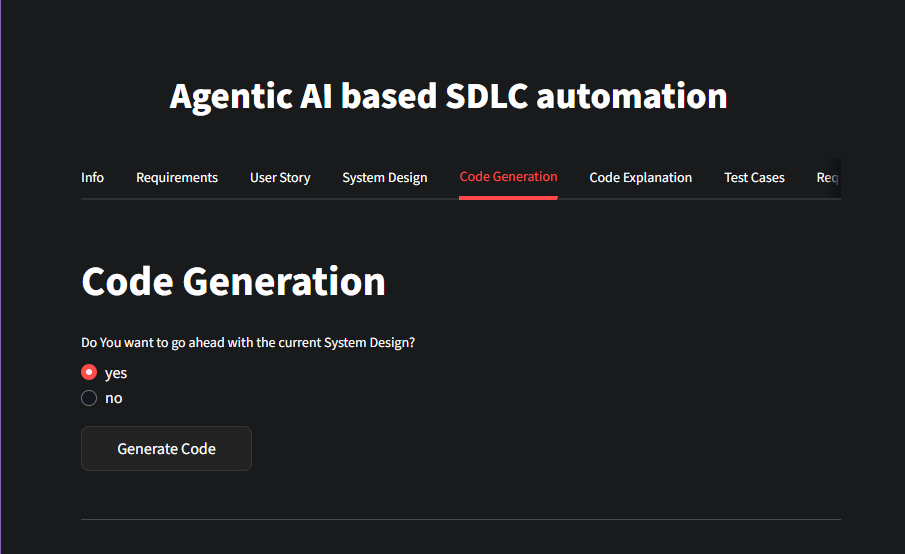 Agentic AI based SDLC automation
Info Requirements User Story System Design Code Generation Code Explanation Test Cases Req
Code Generation
Do You want to go ahead with the current System Design?
yes
no
Generate Code